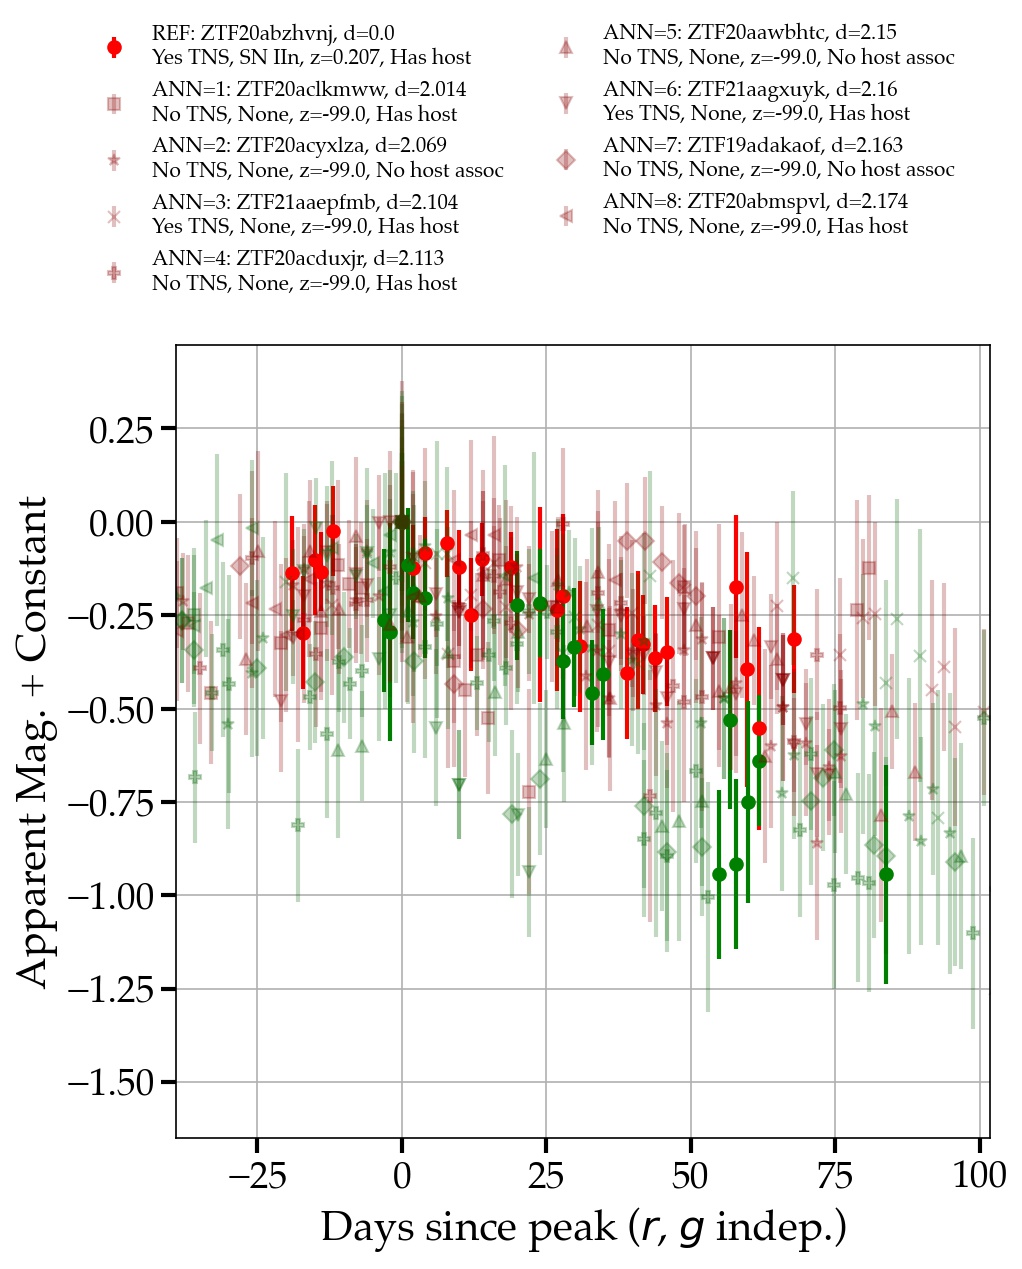 REF: ZTF20abzhvnj, d=0.0
Yes TNS, SN IIn, z=0.207, Has host
ANN=1: ZTF20aclkmww, d=2.014
No TNS, None, z=-99.0, Has host
ANN=2: ZTF20acyxlza, d=2.069
No TNS, None, z=-99.0, No host assoc
ANN=3: ZTF21aaepfmb, d=2.104
Yes TNS, None, z=-99.0, Has host
ANN=4: ZTF20acduxjr, d=2.113
No TNS, None, z=-99.0, Has host
ANN=5: ZTF20aawbhtc, d=2.15
No TNS, None, z=-99.0, No host assoc
ANN=6: ZTF21aagxuyk, d=2.16
Yes TNS, None, z=-99.0, Has host
ANN=7: ZTF19adakaof, d=2.163
No TNS, None, z=-99.0, No host assoc
ANN=8: ZTF20abmspvl, d=2.174
No TNS, None, z=-99.0, Has host
Apparent Mag. + Constant
0.25
0.00
−0.25
−0.50
−0.75
−1.00
−1.25
−1.50
−25 0 25 50 75 100
Days since peak (r, g indep.)